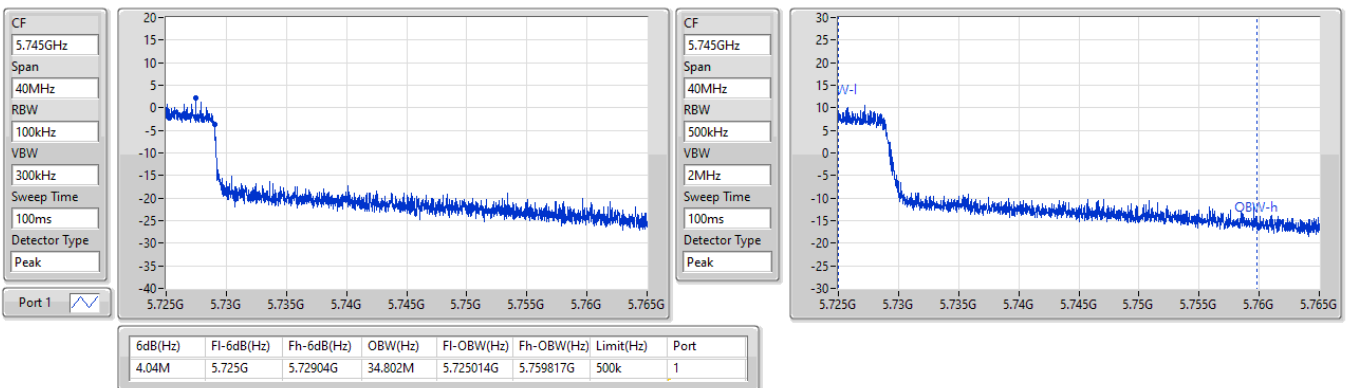 CF
5.745GHz
Span
40MHz
RBW
100kHz
VBW
300kHz
Sweep Time
100ms
Detector Type
Peak
Port 1
20
15
10
5
0
-5
-10
-15
-20
-25
-30
-35
-40
5.725G 5.73G 5.735G 5.74G 5.745G 5.75G 5.755G 5.76G 5.765G
CF
5.745GHz
Span
40MHz
RBW
500kHz
VBW
2MHz
Sweep Time
100ms
Detector Type
Peak
30
25
20
15
10
5
0
-5
-10
-15
-20
-25
-30
W-l
OBW-h
5.725G 5.73G 5.735G 5.74G 5.745G 5.75G 5.755G 5.76G 5.765G
6dB(Hz) Fl-6dB(Hz) Fh-6dB(Hz) OBW(Hz) Fl-OBW(Hz) Fh-OBW(Hz) Limit(Hz) Port
4.04M 5.725G 5.72904G 34.802M 5.725014G 5.759817G 500k 1